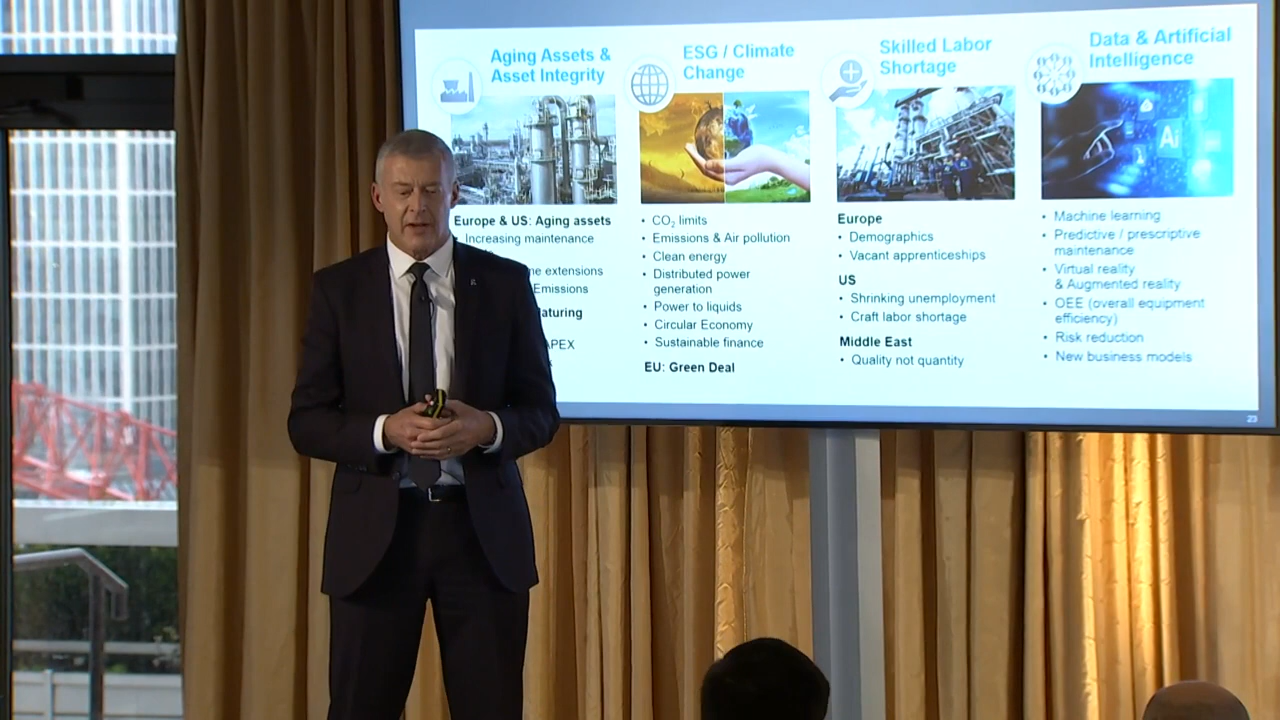 Aging Assets &
Asset Integrity
Europe & US: Aging assets
Increasing maintenance
extensions
Emissions
ESG / Climate
Change
• CO₂ limits
• Emissions & Air pollution
• Clean energy
• Distributed power
generation
• Power to liquids
• Circular Economy
• Sustainable finance
EU: Green Deal
Skilled Labor
Shortage
Europe
• Demographics
• Vacant apprenticeships
US
• Shrinking unemployment
• Craft labor shortage
Middle East
• Quality not quantity
Data & Artificial
Intelligence
Ai
• Machine learning
• Predictive / prescriptive
maintenance
• Virtual reality
& Augmented reality
• OEE (overall equipment
efficiency)
• Risk reduction
• New business models
23